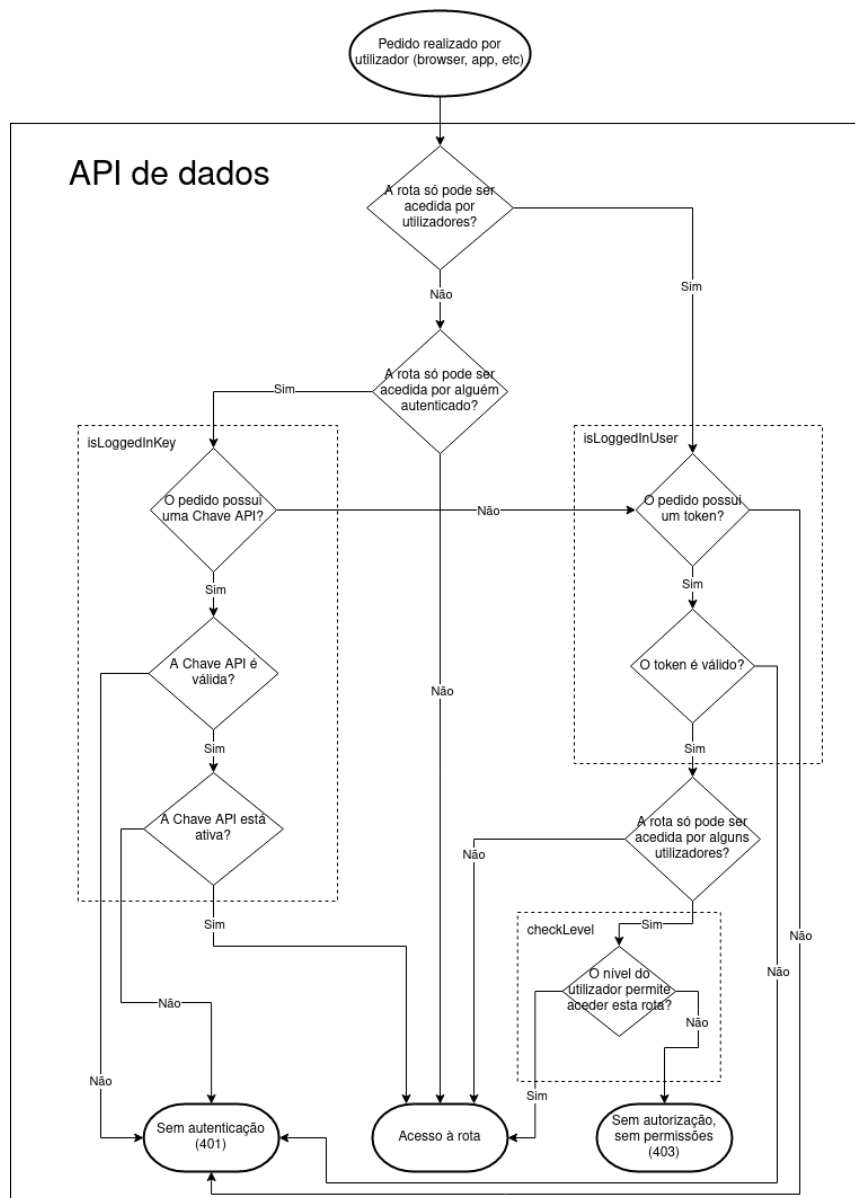 Pedido realizado por
utilizador (browser, app, etc)
API de dados
A rota só pode ser
acedida por
utilizadores?
Não
Sim
A rota só pode ser
acedida por alguém
autenticado?
Sim
isLoggedInKey
isLoggedInUser
O pedido possui
uma Chave API?
Não
O pedido possui
um token?
Sim
Sim
A Chave API é
válida?
O token é válido?
Não
Sim
Sim
A Chave API está
ativa?
A rota só pode ser
acedida por alguns
utilizadores?
Não
Sim
checkLevel
Sim
Não
O nível do
utilizador permite
aceder esta rota?
Não
Não
Não
Não
Sim
Sem autenticação
(401)
Acesso à rota
Sem autorização,
sem permissões
(403)